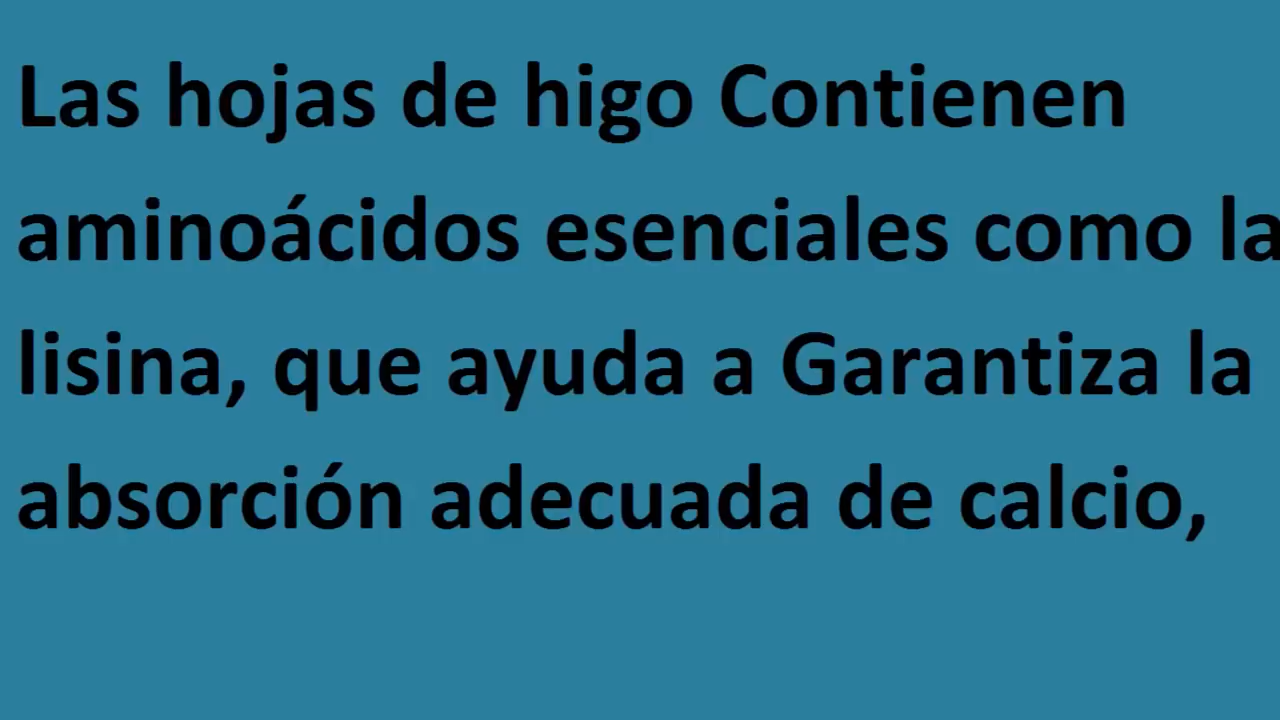 Las hojas de higo Contienen
aminoácidos esenciales como la
lisina, que ayuda a Garantiza la
absorción adecuada de calcio,